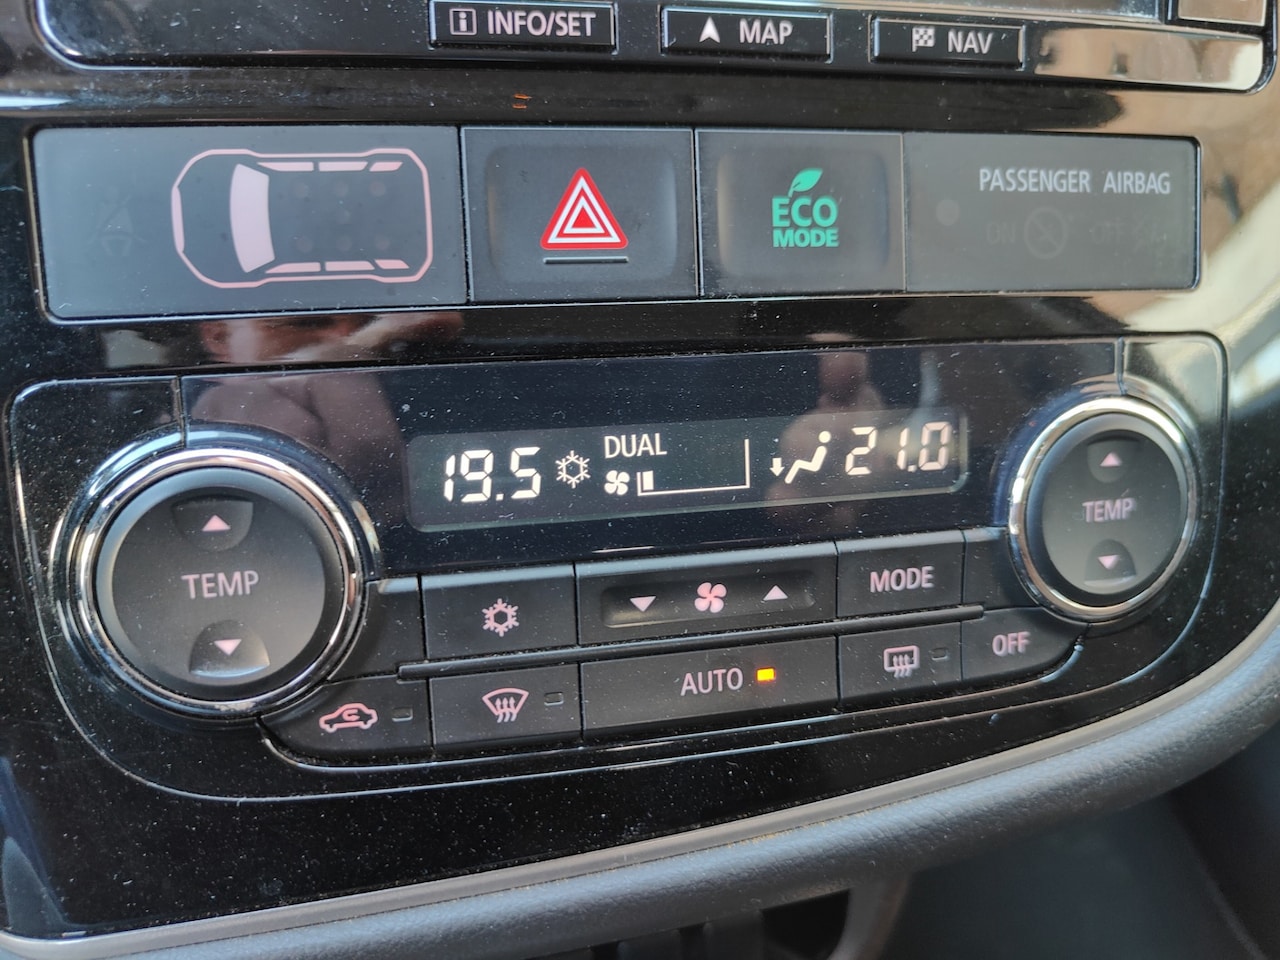 INFO/SET MAP NAV
PASSENGER AIRBAG
ECO
MODE
DUAL
19.5 21.0
TEMP
TEMP
MODE
AUTO OFF